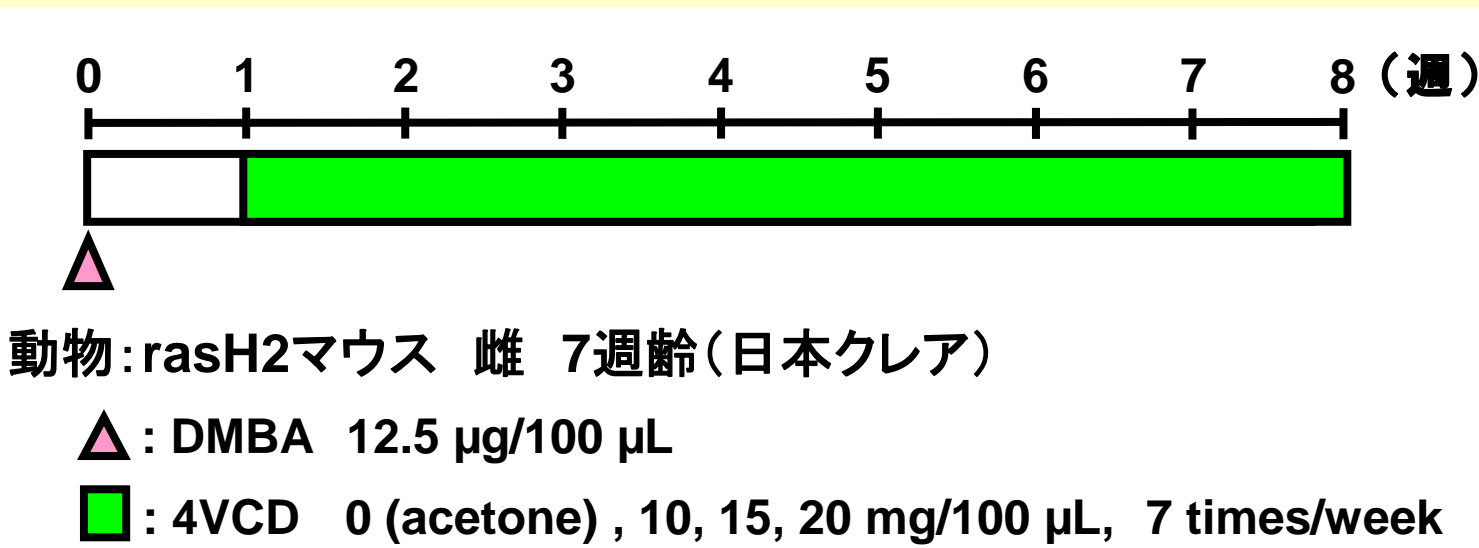 0 1 2 3 4 5 6 7 8（週）
動物：rasH2マウス 雌 7週齢（日本クレア）
: DMBA 12.5 µg/100 µL
: 4VCD 0 (acetone) , 10, 15, 20 mg/100 µL, 7 times/week